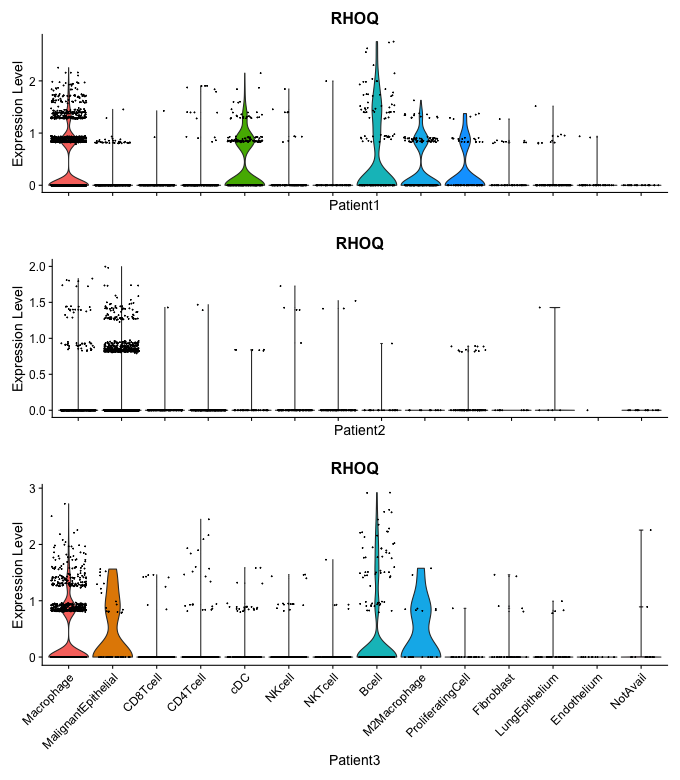 RHOQ
Expression Level
2
1
0
Patient1
RHOQ
Expression Level
2.0
1.5
1.0
0.5
0.0
Patient2
RHOQ
Expression Level
3
2
1
0
Macrophage
MalignantEpithelial
CD8Tcell
CD4Tcell
cDC
NKcell
NKTcell
Bcell
M2Macrophage
ProliferatingCell
Fibroblast
LungEpithelium
Endothelium
NotAvail
Patient3